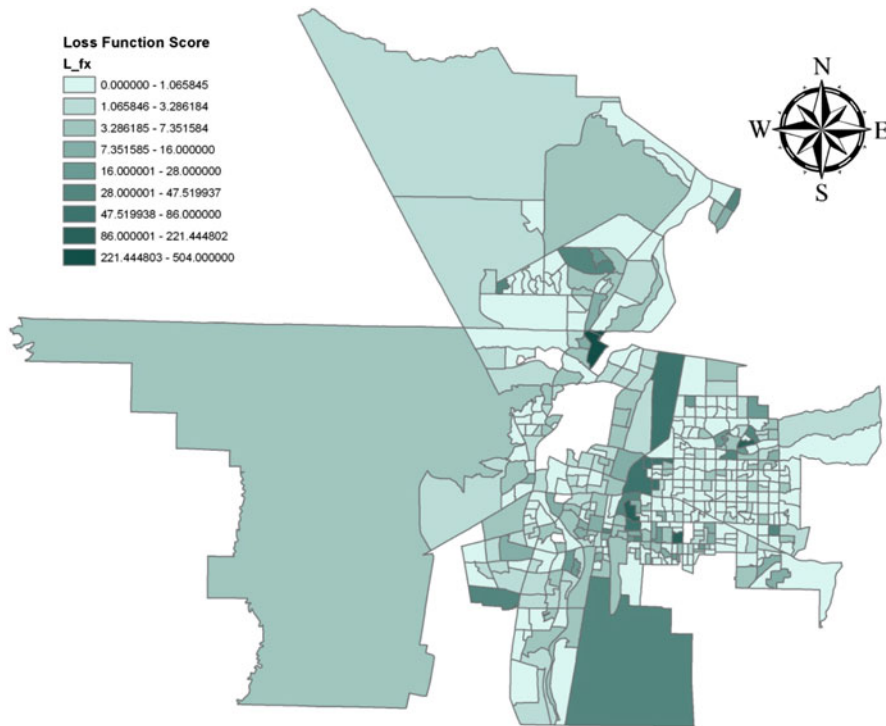 Loss Function Score
L_fx
0.000000 - 1.065845
1.065846 - 3.286184
3.286185 - 7.351584
7.351585 - 16.000000
16.000001 - 28.000000
28.000001 - 47.519937
47.519938 - 86.000000
86.000001 - 221.444802
221.444803 - 504.000000
N
W E
S